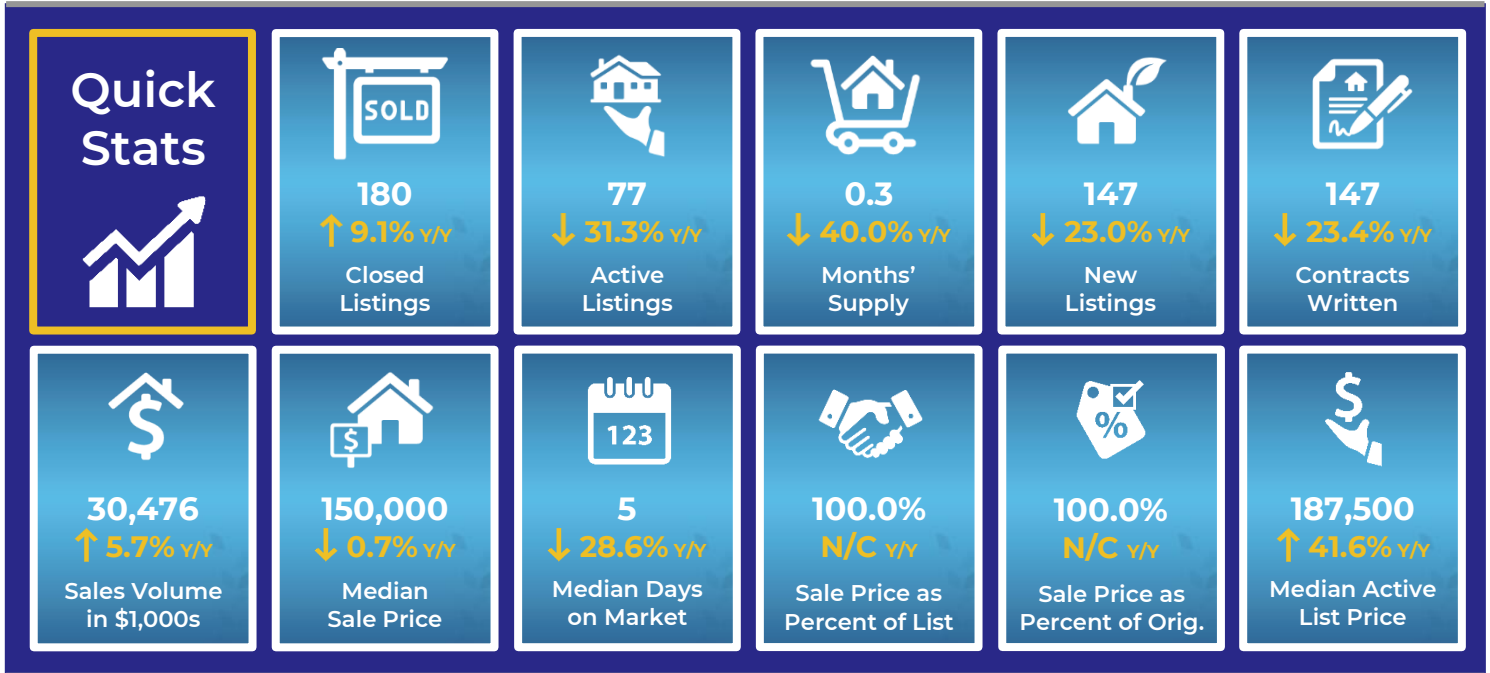 Quick
Stats
SOLD
180
↑ 9.1% Y/Y
Closed
Listings
77
↓ 31.3% Y/Y
Active
Listings
0.3
↓ 40.0% Y/Y
Months’
Supply
147
↓ 23.0% Y/Y
New
Listings
147
↓ 23.4% Y/Y
Contracts
Written
$
30,476
↑ 5.7% Y/Y
Sales Volume
in $1,000s
$
150,000
↓ 0.7% Y/Y
Median
Sale Price
123
5
↓ 28.6% Y/Y
Median Days
on Market
100.0%
N/C Y/Y
Sale Price as
Percent of List
%
100.0%
N/C Y/Y
Sale Price as
Percent of Orig.
$
187,500
↑ 41.6% Y/Y
Median Active
List Price